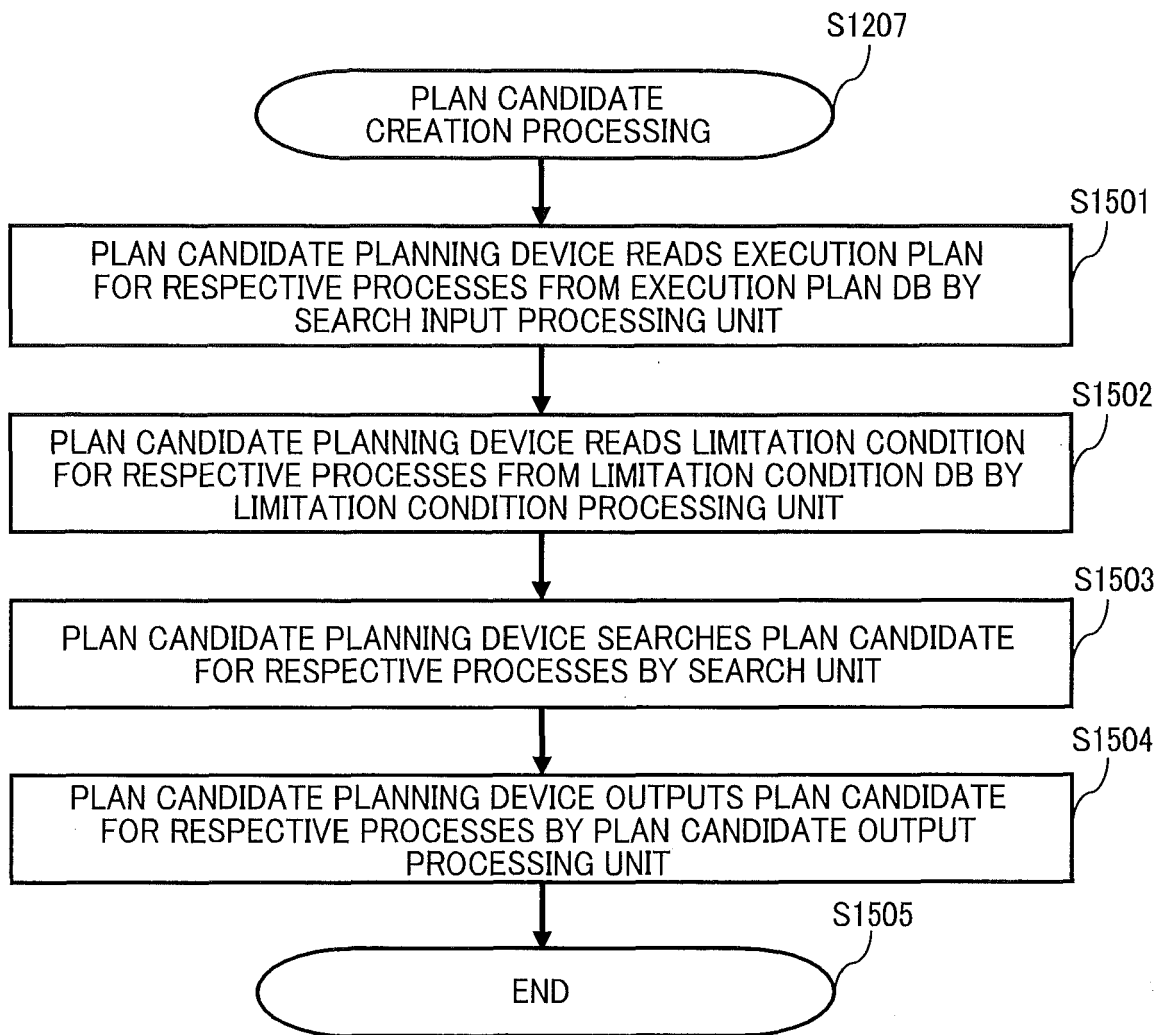 S1207
PLAN CANDIDATE
CREATION PROCESSING
S1501
PLAN CANDIDATE PLANNING DEVICE READS EXECUTION PLAN
FOR RESPECTIVE PROCESSES FROM EXECUTION PLAN DB BY
SEARCH INPUT PROCESSING UNIT
S1502
PLAN CANDIDATE PLANNING DEVICE READS LIMITATION CONDITION
FOR RESPECTIVE PROCESSES FROM LIMITATION CONDITION DB BY
LIMITATION CONDITION PROCESSING UNIT
S1503
PLAN CANDIDATE PLANNING DEVICE SEARCHES PLAN CANDIDATE
FOR RESPECTIVE PROCESSES BY SEARCH UNIT
S1504
PLAN CANDIDATE PLANNING DEVICE OUTPUTS PLAN CANDIDATE
FOR RESPECTIVE PROCESSES BY PLAN CANDIDATE OUTPUT
PROCESSING UNIT
S1505
END